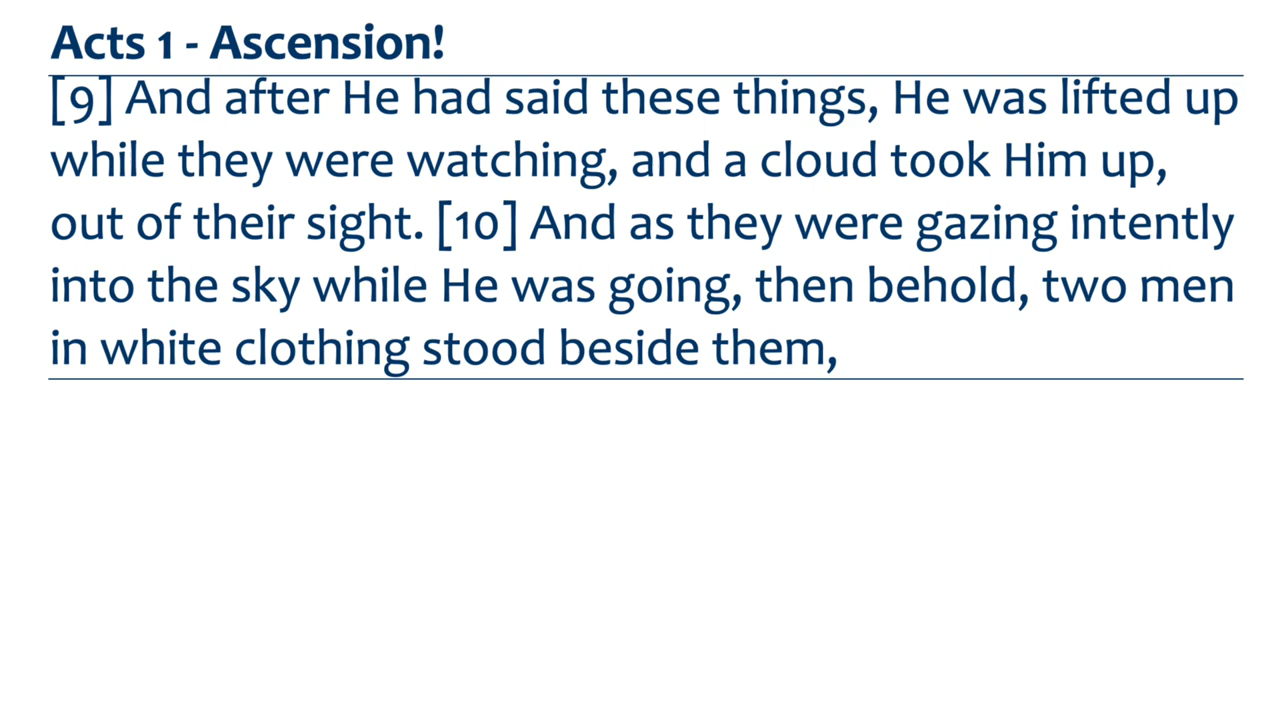 Acts 1 - Ascension!
[9] And after He had said these things, He was lifted up
while they were watching, and a cloud took Him up,
out of their sight. [10] And as they were gazing intently
into the sky while He was going, then behold, two men
in white clothing stood beside them,